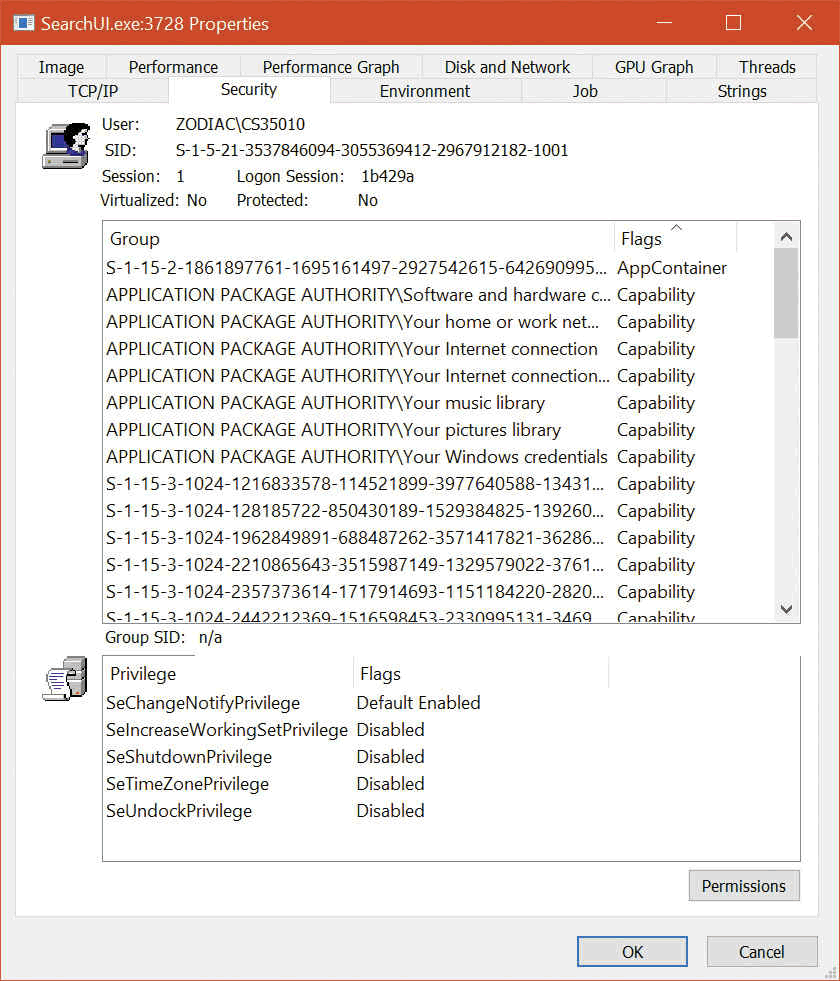 SearchUI.exe:3728 Properties
Image Performance Performance Graph Disk and Network GPU Graph Threads
TCP/IP Security Environment Job Strings
User: ZODIAC\CS35010
SID: S-1-5-21-3537846094-3055369412-2967912182-1001
Session: 1 Logon Session: 1b429a
Virtualized: No Protected: No
Group Flags
S-1-15-2-1861897761-1695161497-2927542615-642690995... AppContainer
APPLICATION PACKAGE AUTHORITY\Software and hardware c... Capability
APPLICATION PACKAGE AUTHORITY\Your home or work net... Capability
APPLICATION PACKAGE AUTHORITY\Your Internet connection Capability
APPLICATION PACKAGE AUTHORITY\Your Internet connection... Capability
APPLICATION PACKAGE AUTHORITY\Your music library Capability
APPLICATION PACKAGE AUTHORITY\Your pictures library Capability
APPLICATION PACKAGE AUTHORITY\Your Windows credentials Capability
S-1-15-3-1024-1216833578-114521899-3977640588-13431... Capability
S-1-15-3-1024-128185722-850430189-1529384825-139260... Capability
S-1-15-3-1024-1962849891-688487262-3571417821-36286... Capability
S-1-15-3-1024-2210865643-3515987149-1329579022-3761... Capability
S-1-15-3-1024-2357373614-1717914693-1151184220-2820... Capability
S-1-15-3-1024-2442212369-1516598453-2330995131-3469... Capability
Group SID: n/a
Privilege Flags
SeChangeNotifyPrivilege Default Enabled
SeIncreaseWorkingSetPrivilege Disabled
SeShutdownPrivilege Disabled
SeTimeZonePrivilege Disabled
SeUndockPrivilege Disabled
Permissions
OK Cancel